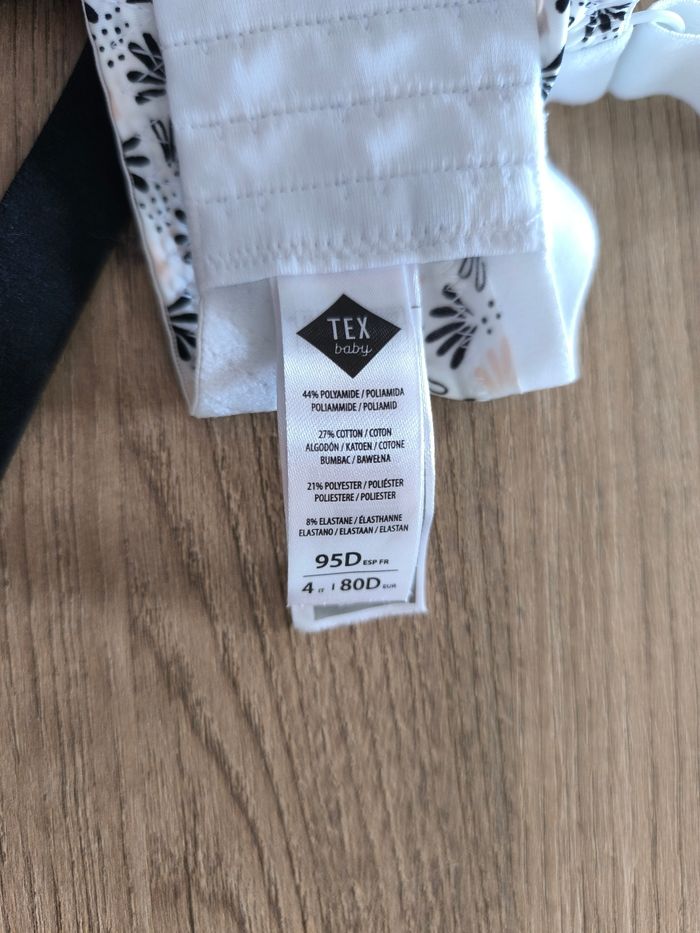 TEX
baby
44% POLYAMIDE / POLIAMIDA
POLIAMMIDE / POLIAMID
27% COTTON / COTON
ALGODÓN / KATOEN / COTONE
BUMBAC / BAWEŁNA
21% POLYESTER / POLIÉSTER
POLIESTERE / POLIESTER
8% ELASTANE / ÉLASTHANNE
ELASTANO / ELASTAAN / ELASTAN
95D ESP FR
4 IT | 80D EUR